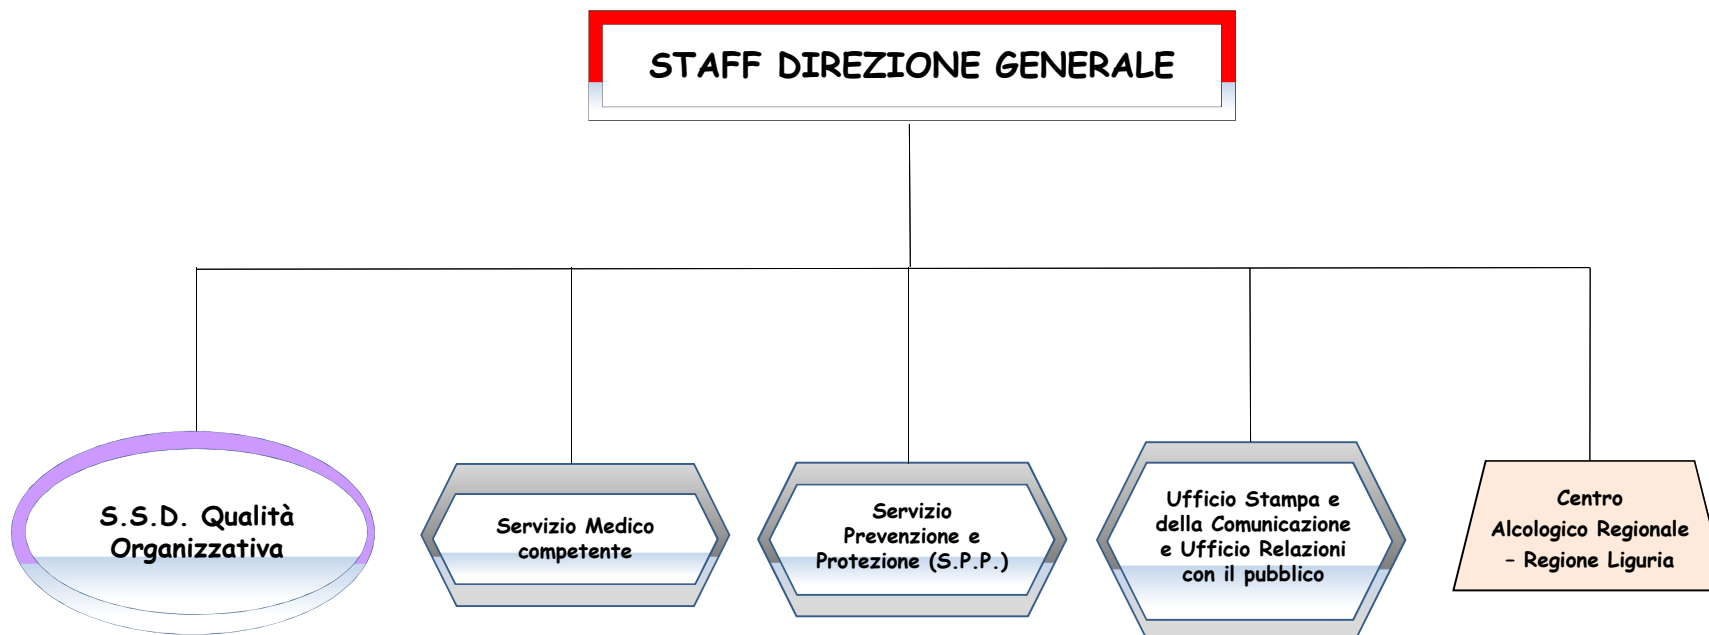 STAFF DIREZIONE GENERALE
S.S.D. Qualità
Organizzativa
Servizio Medico
competente
Servizio
Prevenzione e
Protezione (S.P.P.)
Ufficio Stampa e
della Comunicazione
e Ufficio Relazioni
con il pubblico
Centro
Alcologico Regionale
– Regione Liguria